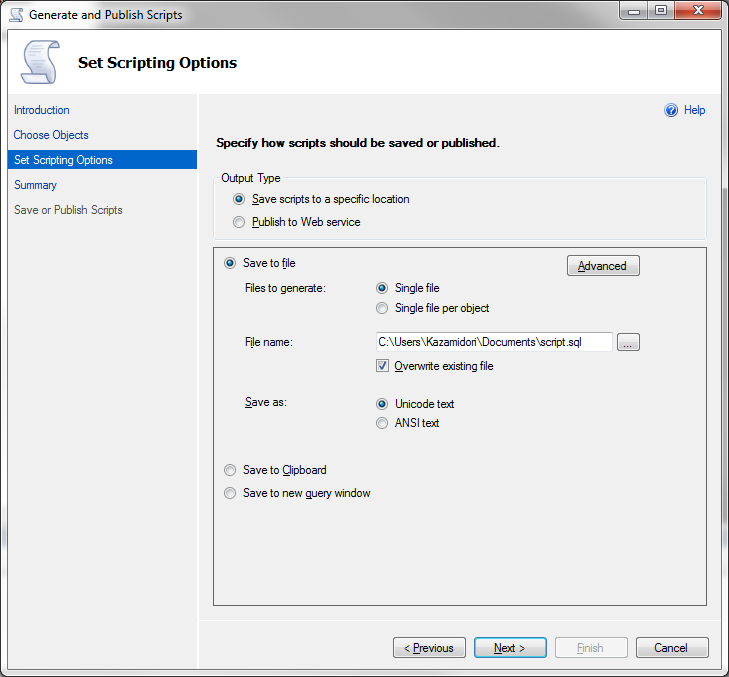 Generate and Publish Scripts
Set Scripting Options
Introduction
Choose Objects
Set Scripting Options
Summary
Save or Publish Scripts
Help
Specify how scripts should be saved or published.
Output Type
Save scripts to a specific location
Publish to Web service
Save to file
Advanced
Files to generate:
Single file
Single file per object
File name:
C:\Users\Kazamidori\Documents\script.sql
...
Overwrite existing file
Save as:
Unicode text
ANSI text
Save to Clipboard
Save to new query window
< Previous
Next >
Finish
Cancel